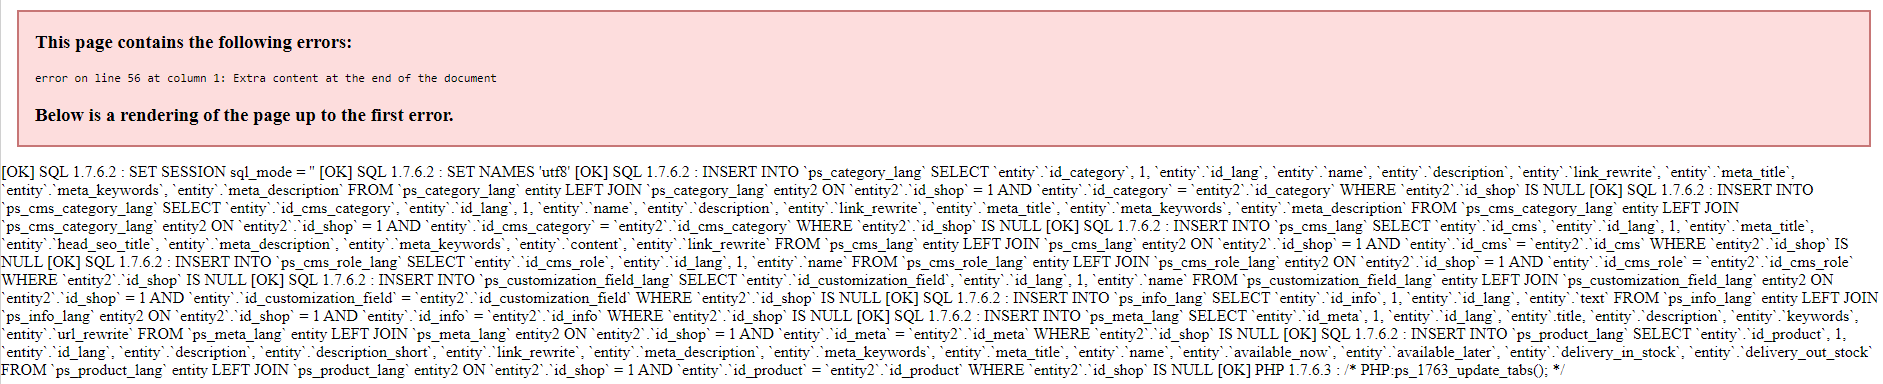 This page contains the following errors:
error on line 56 at column 1: Extra content at the end of the document
Below is a rendering of the page up to the first error.
[OK] SQL 1.7.6.2 : SET SESSION sql_mode = '' [OK] SQL 1.7.6.2 : SET NAMES 'utf8' [OK] SQL 1.7.6.2 : INSERT INTO `ps_category_lang` SELECT `entity`.`id_category`, 1, `entity`.`id_lang`, `entity`.`name`, `entity`.`description`, `entity`.`link_rewrite`, `entity`.`meta_title`,
`entity`.`meta_keywords`, `entity`.`meta_description` FROM `ps_category_lang` entity LEFT JOIN `ps_category_lang` entity2 ON `entity2`.`id_shop` = 1 AND `entity`.`id_category` = `entity2`.`id_category` WHERE `entity2`.`id_shop` IS NULL [OK] SQL 1.7.6.2 : INSERT INTO
`ps_cms_category_lang` SELECT `entity`.`id_cms_category`, `entity`.`id_lang`, 1, `entity`.`name`, `entity`.`description`, `entity`.`link_rewrite`, `entity`.`meta_title`, `entity`.`meta_keywords`, `entity`.`meta_description` FROM `ps_cms_category_lang` entity LEFT JOIN
`ps_cms_category_lang` entity2 ON `entity2`.`id_shop` = 1 AND `entity`.`id_cms_category` = `entity2`.`id_cms_category` WHERE `entity2`.`id_shop` IS NULL [OK] SQL 1.7.6.2 : INSERT INTO `ps_cms_lang` SELECT `entity`.`id_cms`, `entity`.`id_lang`, 1, `entity`.`meta_title`,
`entity`.`head_seo_title`, `entity`.`meta_description`, `entity`.`meta_keywords`, `entity`.`content`, `entity`.`link_rewrite` FROM `ps_cms_lang` entity LEFT JOIN `ps_cms_lang` entity2 ON `entity2`.`id_shop` = 1 AND `entity`.`id_cms` = `entity2`.`id_cms` WHERE `entity2`.`id_shop` IS
NULL [OK] SQL 1.7.6.2 : INSERT INTO `ps_cms_role_lang` SELECT `entity`.`id_cms_role`, `entity`.`id_lang`, 1, `entity`.`name` FROM `ps_cms_role_lang` entity LEFT JOIN `ps_cms_role_lang` entity2 ON `entity2`.`id_shop` = 1 AND `entity`.`id_cms_role` = `entity2`.`id_cms_role`
WHERE `entity2`.`id_shop` IS NULL [OK] SQL 1.7.6.2 : INSERT INTO `ps_customization_field_lang` SELECT `entity`.`id_customization_field`, `entity`.`id_lang`, 1, `entity`.`name` FROM `ps_customization_field_lang` entity LEFT JOIN `ps_customization_field_lang` entity2 ON
`entity2`.`id_shop` = 1 AND `entity`.`id_customization_field` = `entity2`.`id_customization_field` WHERE `entity2`.`id_shop` IS NULL [OK] SQL 1.7.6.2 : INSERT INTO `ps_info_lang` SELECT `entity`.`id_info`, 1, `entity`.`id_lang`, `entity`.`text` FROM `ps_info_lang` entity LEFT JOIN
`ps_info_lang` entity2 ON `entity2`.`id_shop` = 1 AND `entity`.`id_info` = `entity2`.`id_info` WHERE `entity2`.`id_shop` IS NULL [OK] SQL 1.7.6.2 : INSERT INTO `ps_meta_lang` SELECT `entity`.`id_meta`, 1, `entity`.`id_lang`, `entity`.title, `entity`.`description`, `entity`.`keywords`,
`entity`.`url_rewrite` FROM `ps_meta_lang` entity LEFT JOIN `ps_meta_lang` entity2 ON `entity2`.`id_shop` = 1 AND `entity`.`id_meta` = `entity2`.`id_meta` WHERE `entity2`.`id_shop` IS NULL [OK] SQL 1.7.6.2 : INSERT INTO `ps_product_lang` SELECT `entity`.`id_product`, 1,
`entity`.`id_lang`, `entity`.`description`, `entity`.`description_short`, `entity`.`link_rewrite`, `entity`.`meta_description`, `entity`.`meta_keywords`, `entity`.`meta_title`, `entity`.`name`, `entity`.`available_now`, `entity`.`available_later`, `entity`.`delivery_in_stock`, `entity`.`delivery_out_stock`
FROM `ps_product_lang` entity LEFT JOIN `ps_product_lang` entity2 ON `entity2`.`id_shop` = 1 AND `entity`.`id_product` = `entity2`.`id_product` WHERE `entity2`.`id_shop` IS NULL [OK] PHP 1.7.6.3 : /* PHP:ps_1763_update_tabs(); */